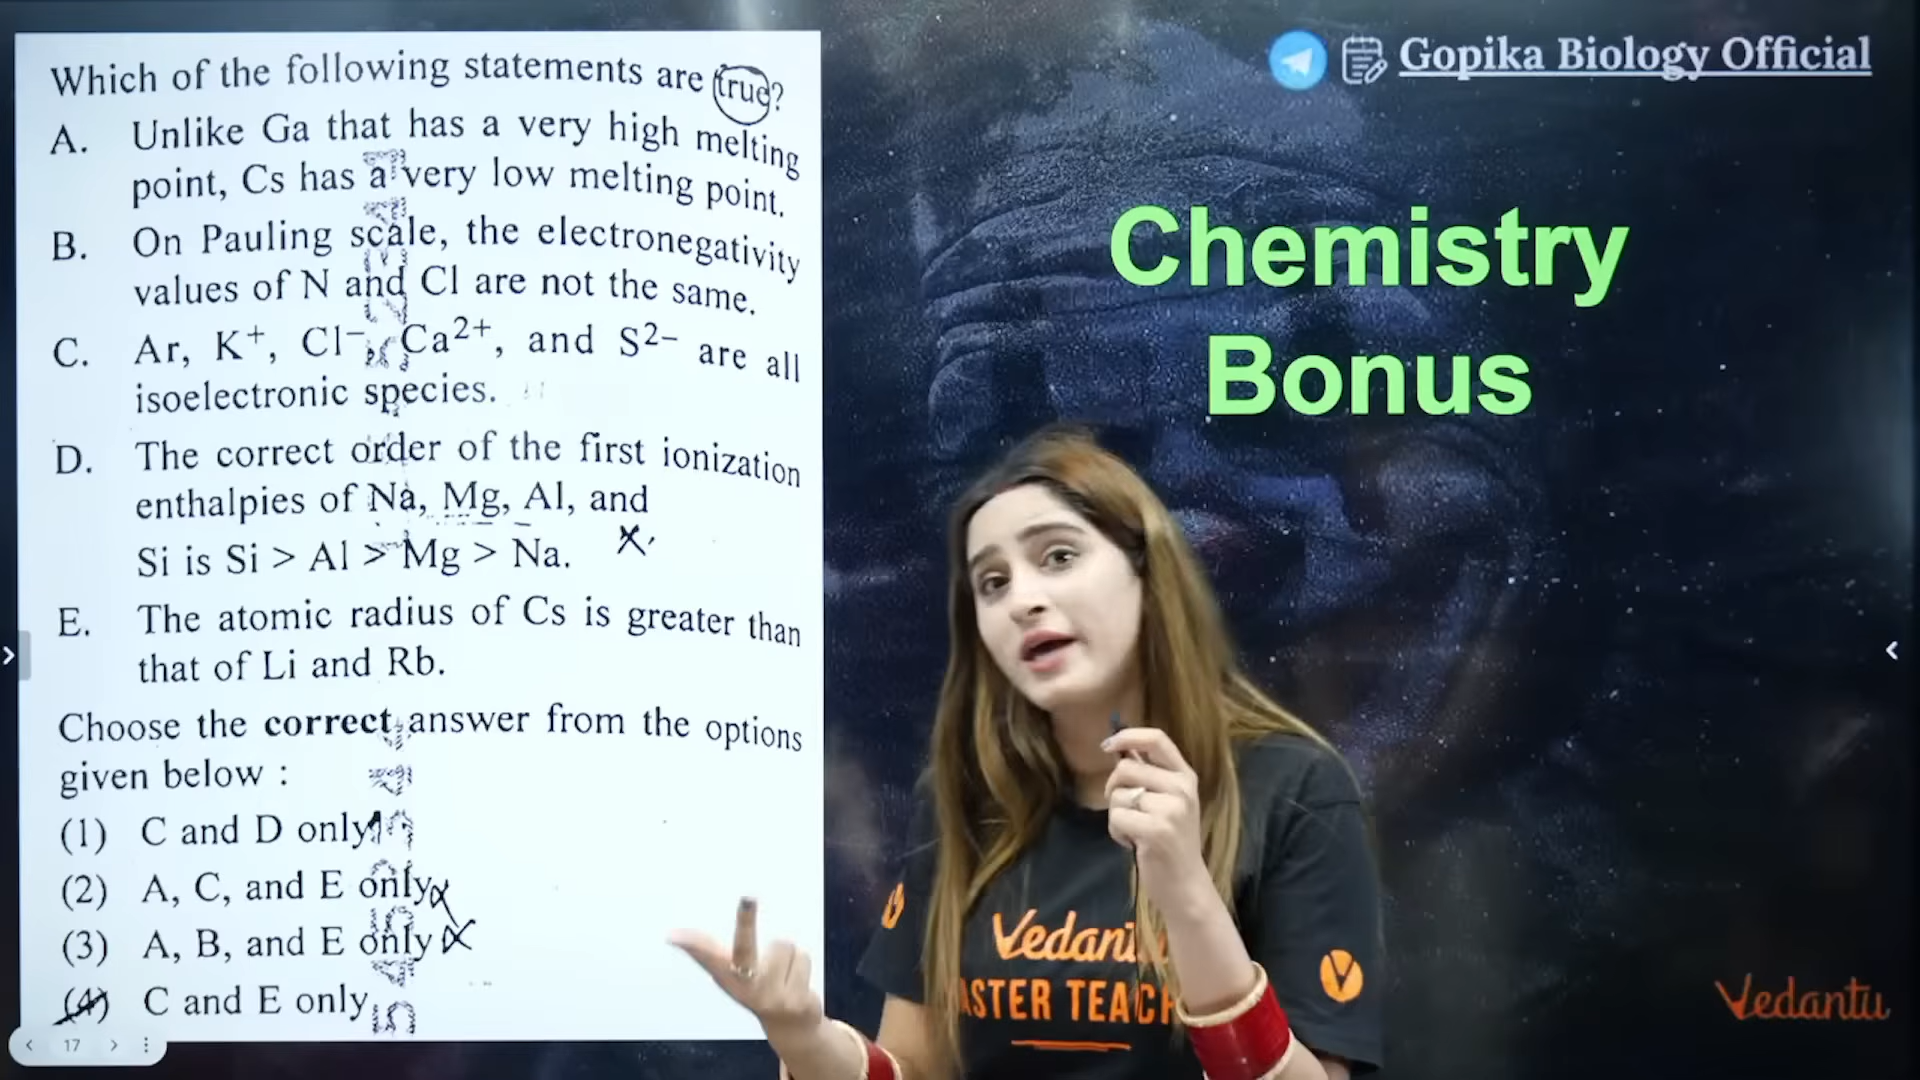 Which of the following statements are true?
A. Unlike Ga that has a very high melting
point, Cs has a very low melting point.
B. On Pauling scale, the electronegativity
values of N and Cl are not the same.
C. Ar, K⁺, Cl⁻, Ca²⁺, and S²⁻ are all
isoelectronic species.
D. The correct order of the first ionization
enthalpies of Na, Mg, Al, and
Si is Si > Al > Mg > Na.
E. The atomic radius of Cs is greater than
that of Li and Rb.
Choose the correct answer from the options
given below :
(1) C and D only
(2) A, C, and E only
(3) A, B, and E only
(4) C and E only
17
Gopika Biology Official
Chemistry
Bonus
Vedantu
Vedantu